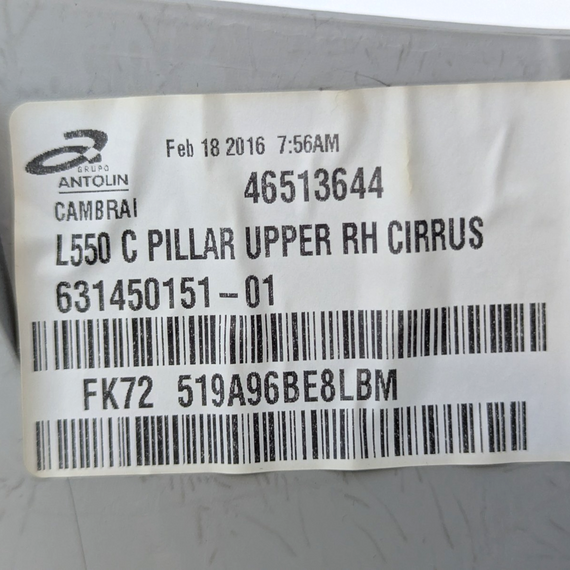 Feb 18 2016 7:56AM
GRUPO
ANTOLIN
46513644
CAMBRAI
L550 C PILLAR UPPER RH CIRRUS
631450151-01
FK72 519A96BE8LBM